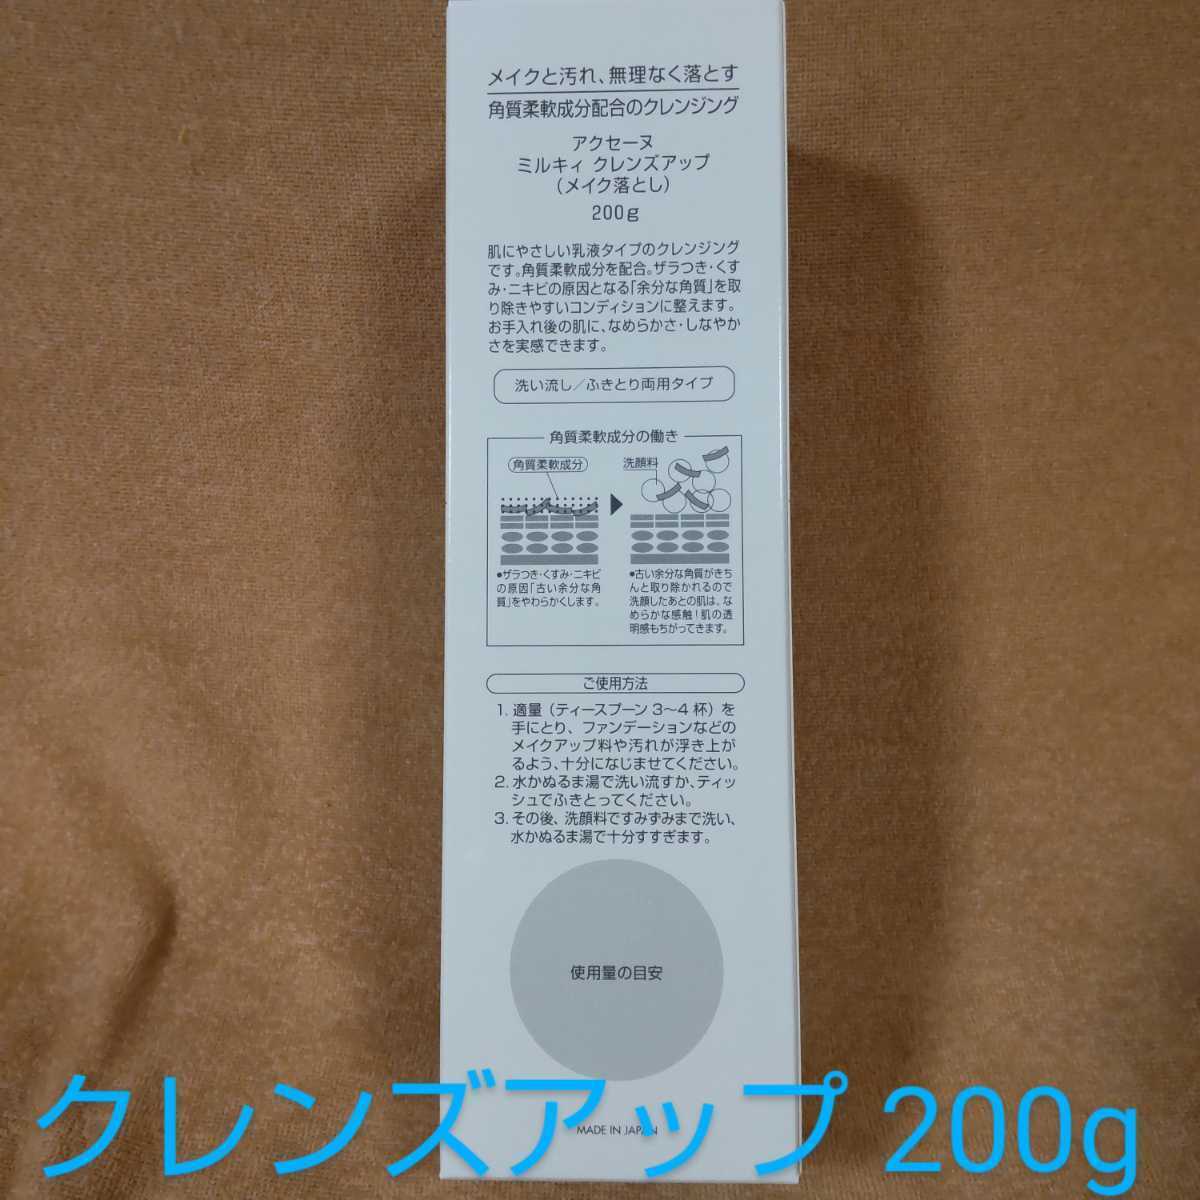 メイクと汚れ、無理なく落とす
角質柔軟成分配合のクレンジング
アクセーヌ
ミルキィ クレンズアップ
（メイク落とし）
200g
肌にやさしい乳液タイプのクレンジング
です。角質柔軟成分を配合。ザラつき・くす
み・ニキビの原因となる「余分な角質」を取
り除きやすいコンディションに整えます。
お手入れ後の肌に、なめらかさ・しなやか
さを実感できます。
洗い流し／ふきとり両用タイプ
角質柔軟成分の働き
角質柔軟成分
洗顔料
●ザラつき・くすみ・ニキビ
の原因「古い余分な角
質」をやわらかくします。
●古い余分な角質がきち
んと取り除かれるので
洗顔したあとの肌は、な
めらかな感触！肌の透
明感もちがってきます。
ご使用方法
1. 適量（ティースプーン 3〜4 杯）を
手にとり、ファンデーションなどの
メイクアップ料や汚れが浮き上が
るよう、十分になじませてください。
2. 水かぬるま湯で洗い流すか、ティッ
シュでふきとってください。
3. その後、洗顔料ですみずみまで洗い、
水かぬるま湯で十分すすぎます。
使用量の目安
クレンズアップ 200g
MADE IN JAPAN